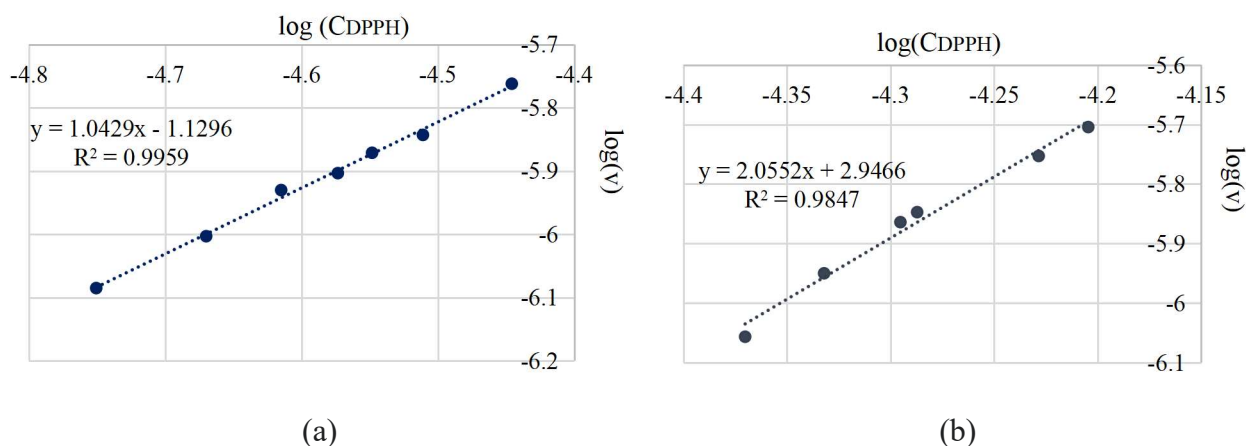 log (CDPPH)
-4.8 -4.7 -4.6 -4.5 -4.4
-5.7
-5.8
-5.9
-6
-6.1
-6.2
y = 1.0429x - 1.1296
R² = 0.9959
log(v)
(a)
log(CDPPH)
-4.4 -4.35 -4.3 -4.25 -4.2 -4.15
-5.6
-5.7
-5.8
-5.9
-6
-6.1
y = 2.0552x + 2.9466
R² = 0.9847
log(v)
(b)